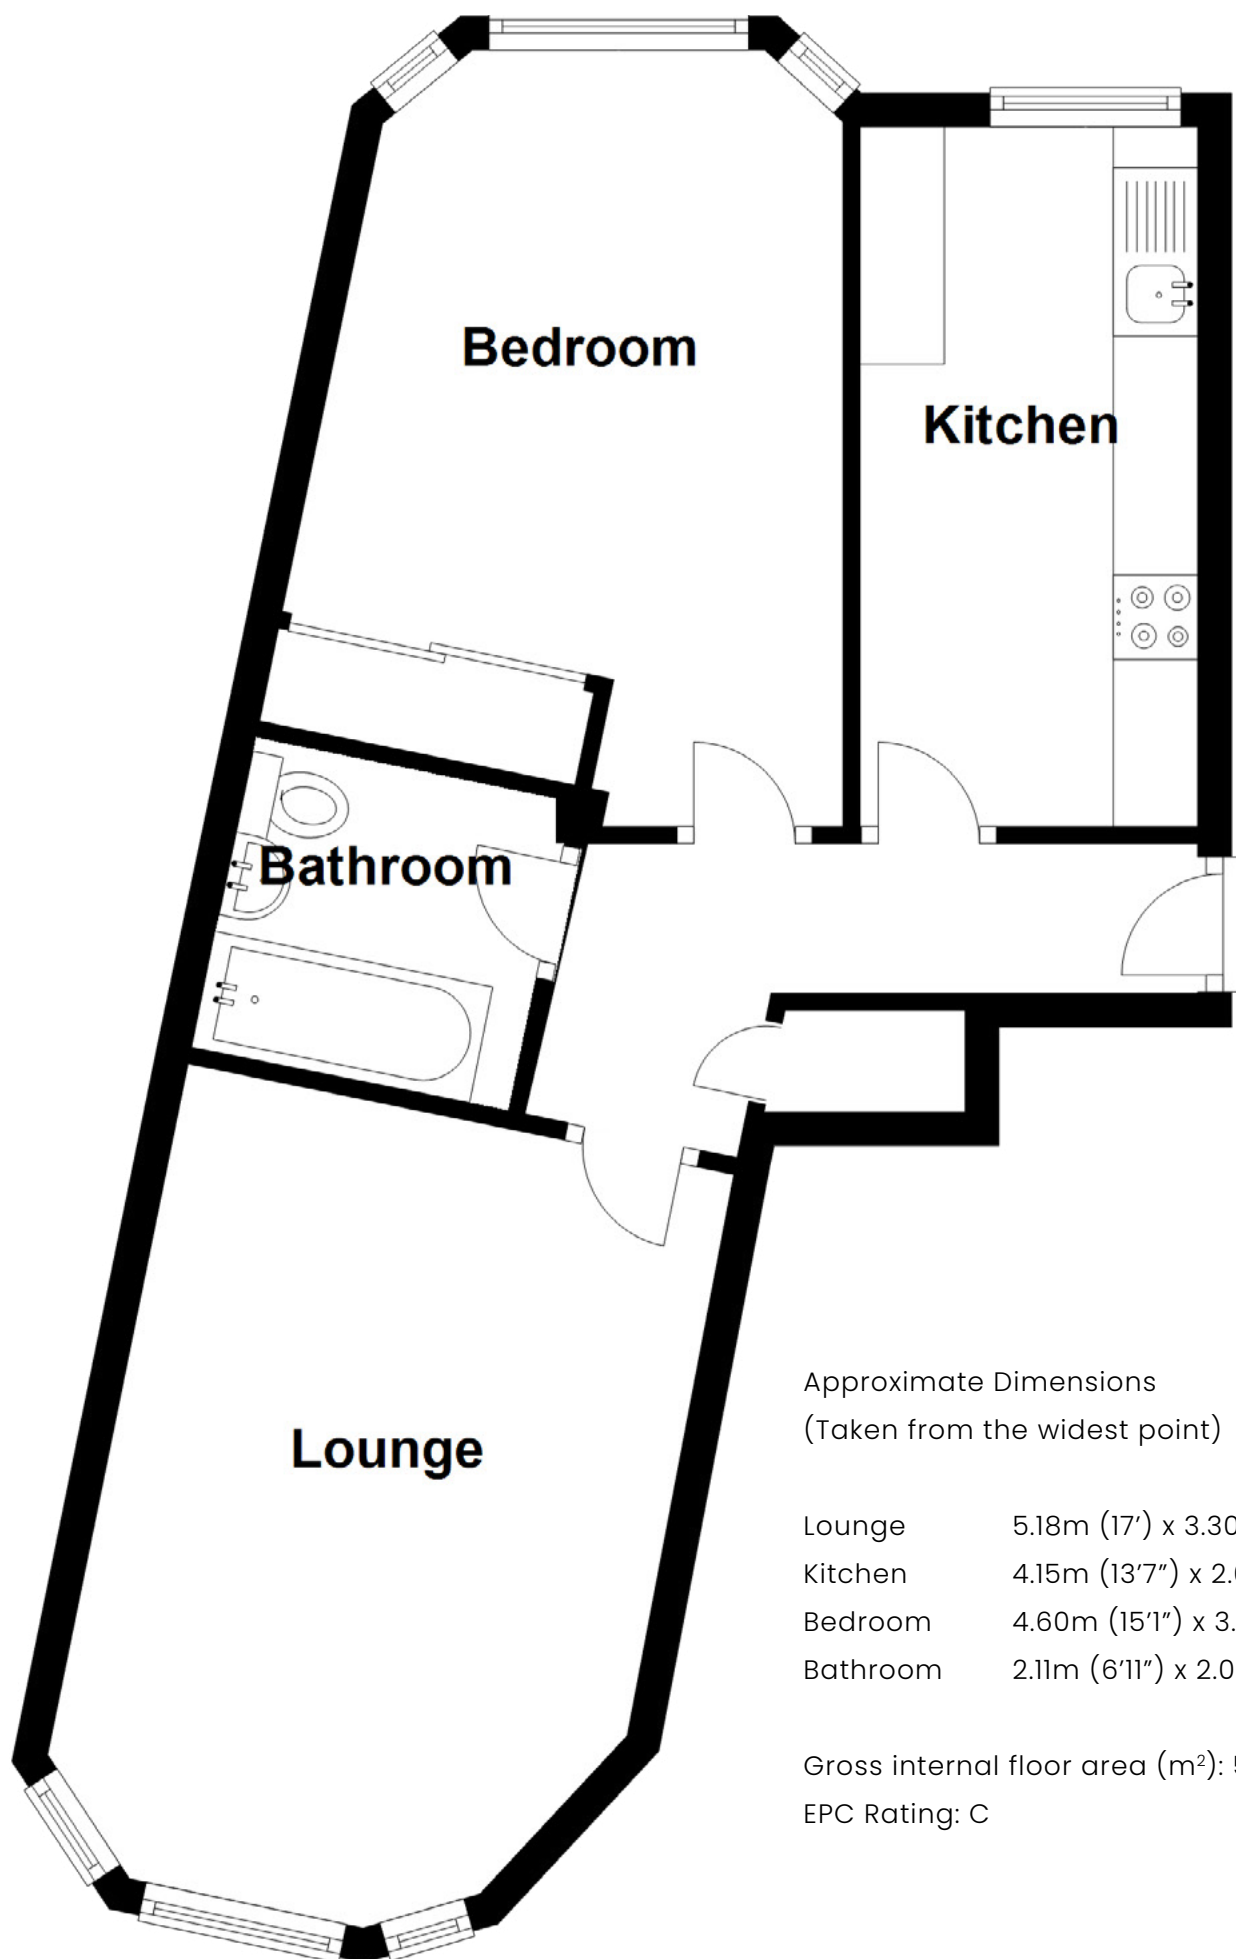 Bedroom
Kitchen
Bathroom
Lounge
Approximate Dimensions
(Taken from the widest point)
Lounge 5.18m (17’) x 3.30
Kitchen 4.15m (13’7”) x 2.
Bedroom 4.60m (15’1”) x 3.
Bathroom 2.11m (6’11”) x 2.0
Gross internal floor area (m²):
EPC Rating: C